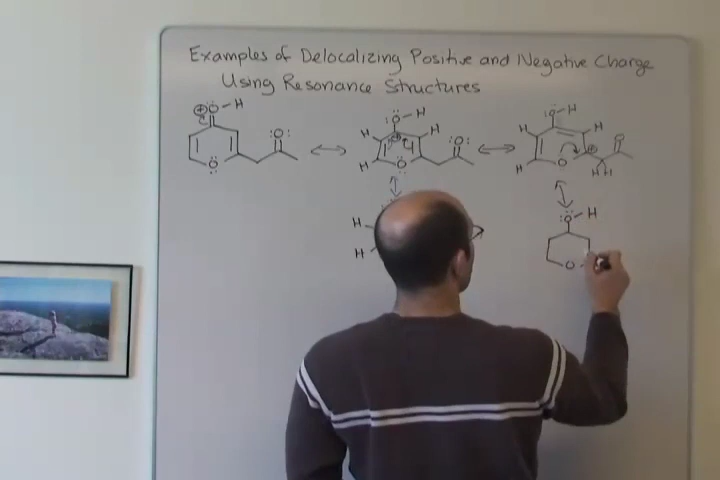 Examples of Delocalizing Positive and Negative Charge
Using Resonance Structures
⊕ :O-H
:O:
:O-H
H H
:O:
:O-H
H H
O
O
O
H
O
⊕
H
H H
H
:O-H
H
O